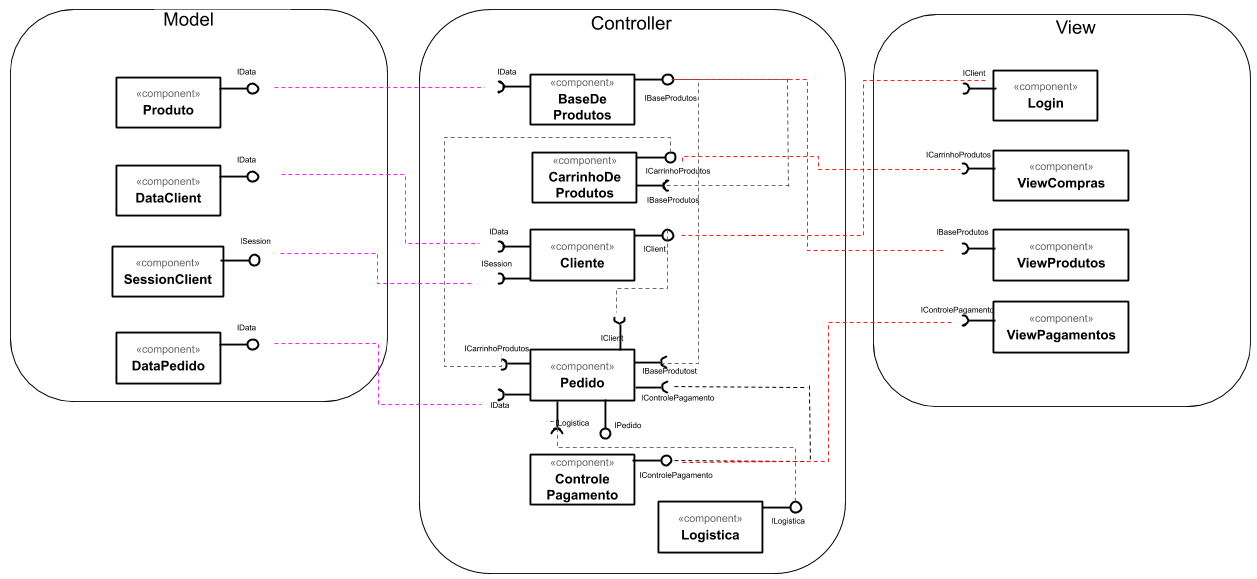 Model
Controller
View
IData
«component»
Produto
IData
«component»
DataClient
ISession
«component»
SessionClient
IData
«component»
DataPedido
IData
«component»
BaseDe
Produtos
IBaseProdutos
«component»
CarrinhoDe
Produtos
ICarrinhoProdutos
IBaseProdutos
IData
ISession
«component»
Cliente
IClient
IClient
ICarrinhoProdutos
IData
«component»
Pedido
IBaseProdutost
IControlePagamento
ILogistica
IPedido
«component»
Controle
Pagamento
IControlePagamento
«component»
Logistica
ILogistica
IClient
«component»
Login
ICarrinhoProdutos
«component»
ViewCompras
IBaseProdutos
«component»
ViewProdutos
IControlePagamento
«component»
ViewPagamentos